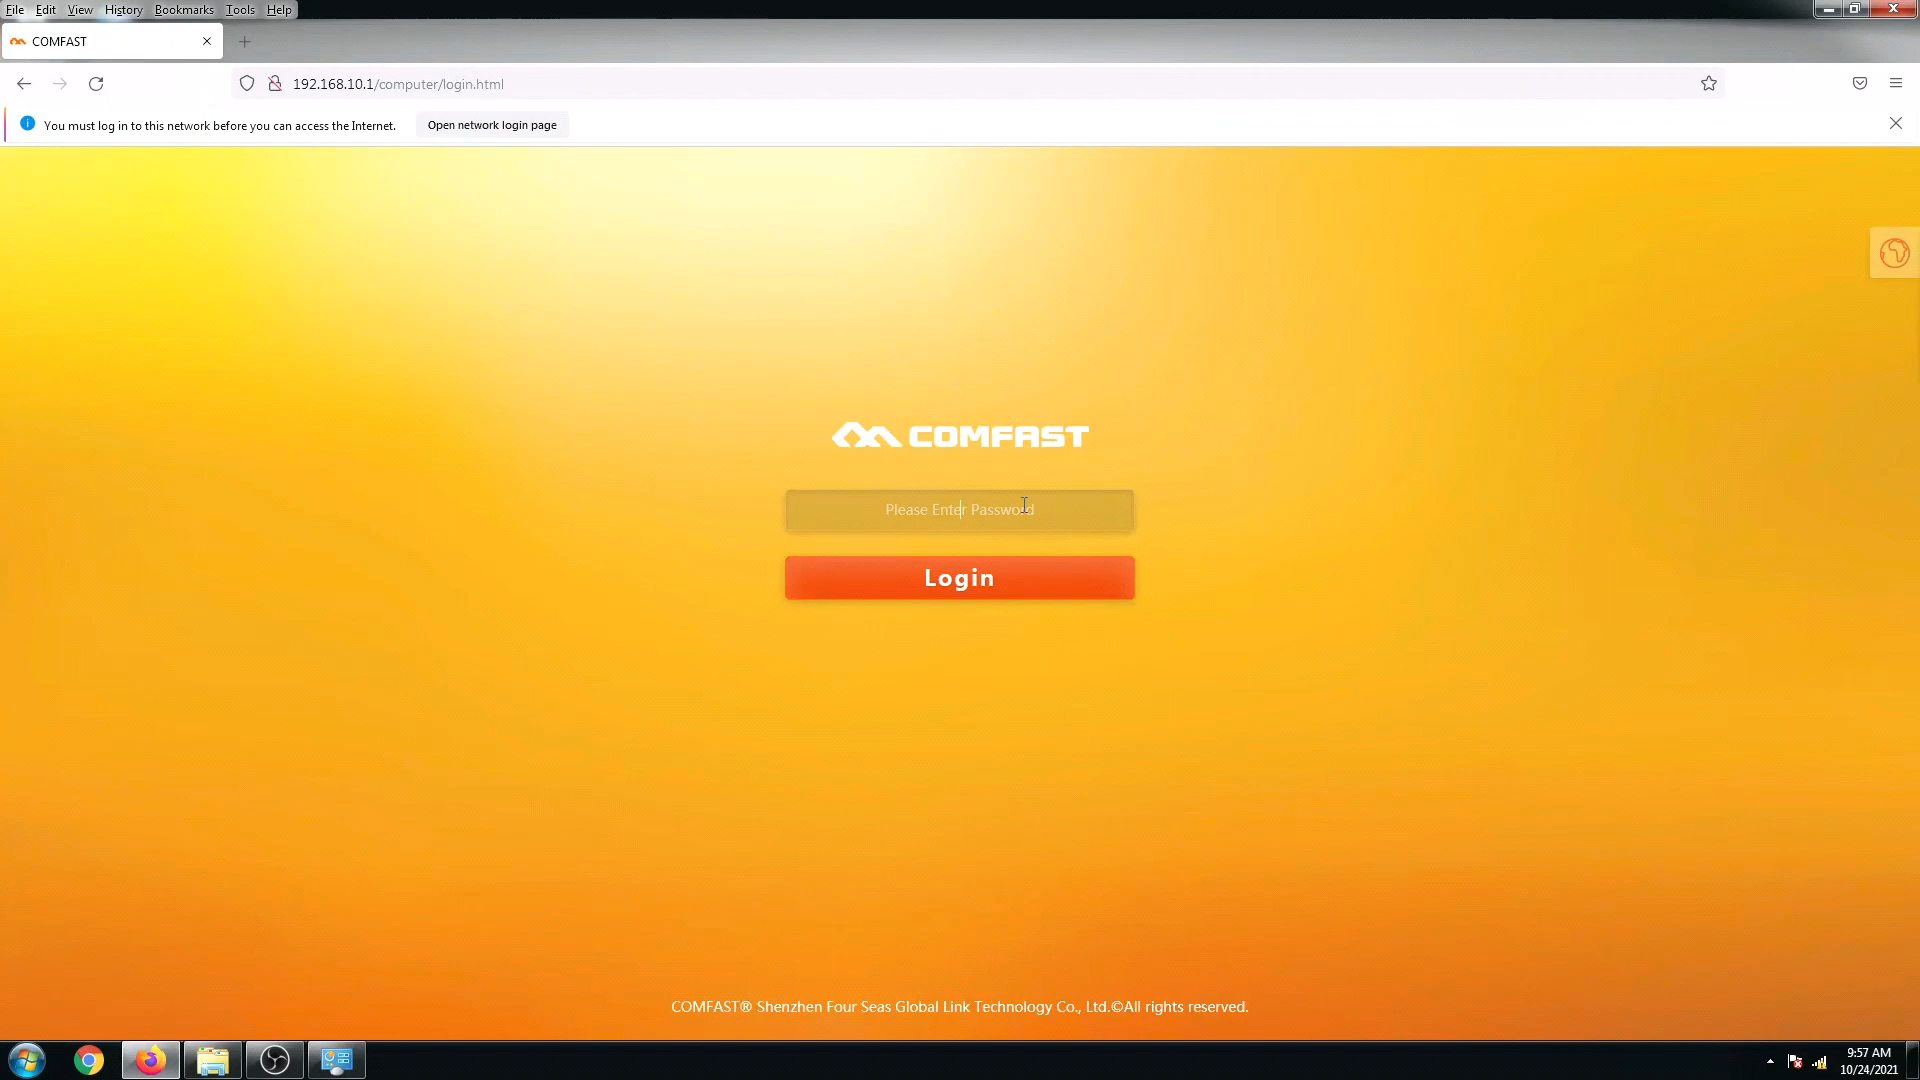 File Edit View History Bookmarks Tools Help
COMFAST
192.168.10.1/computer/login.html
You must log in to this network before you can access the Internet. Open network login page
COMFAST
Please Enter Password
Login
COMFAST® Shenzhen Four Seas Global Link Technology Co., Ltd.©All rights reserved.
9:57 AM
10/24/2021